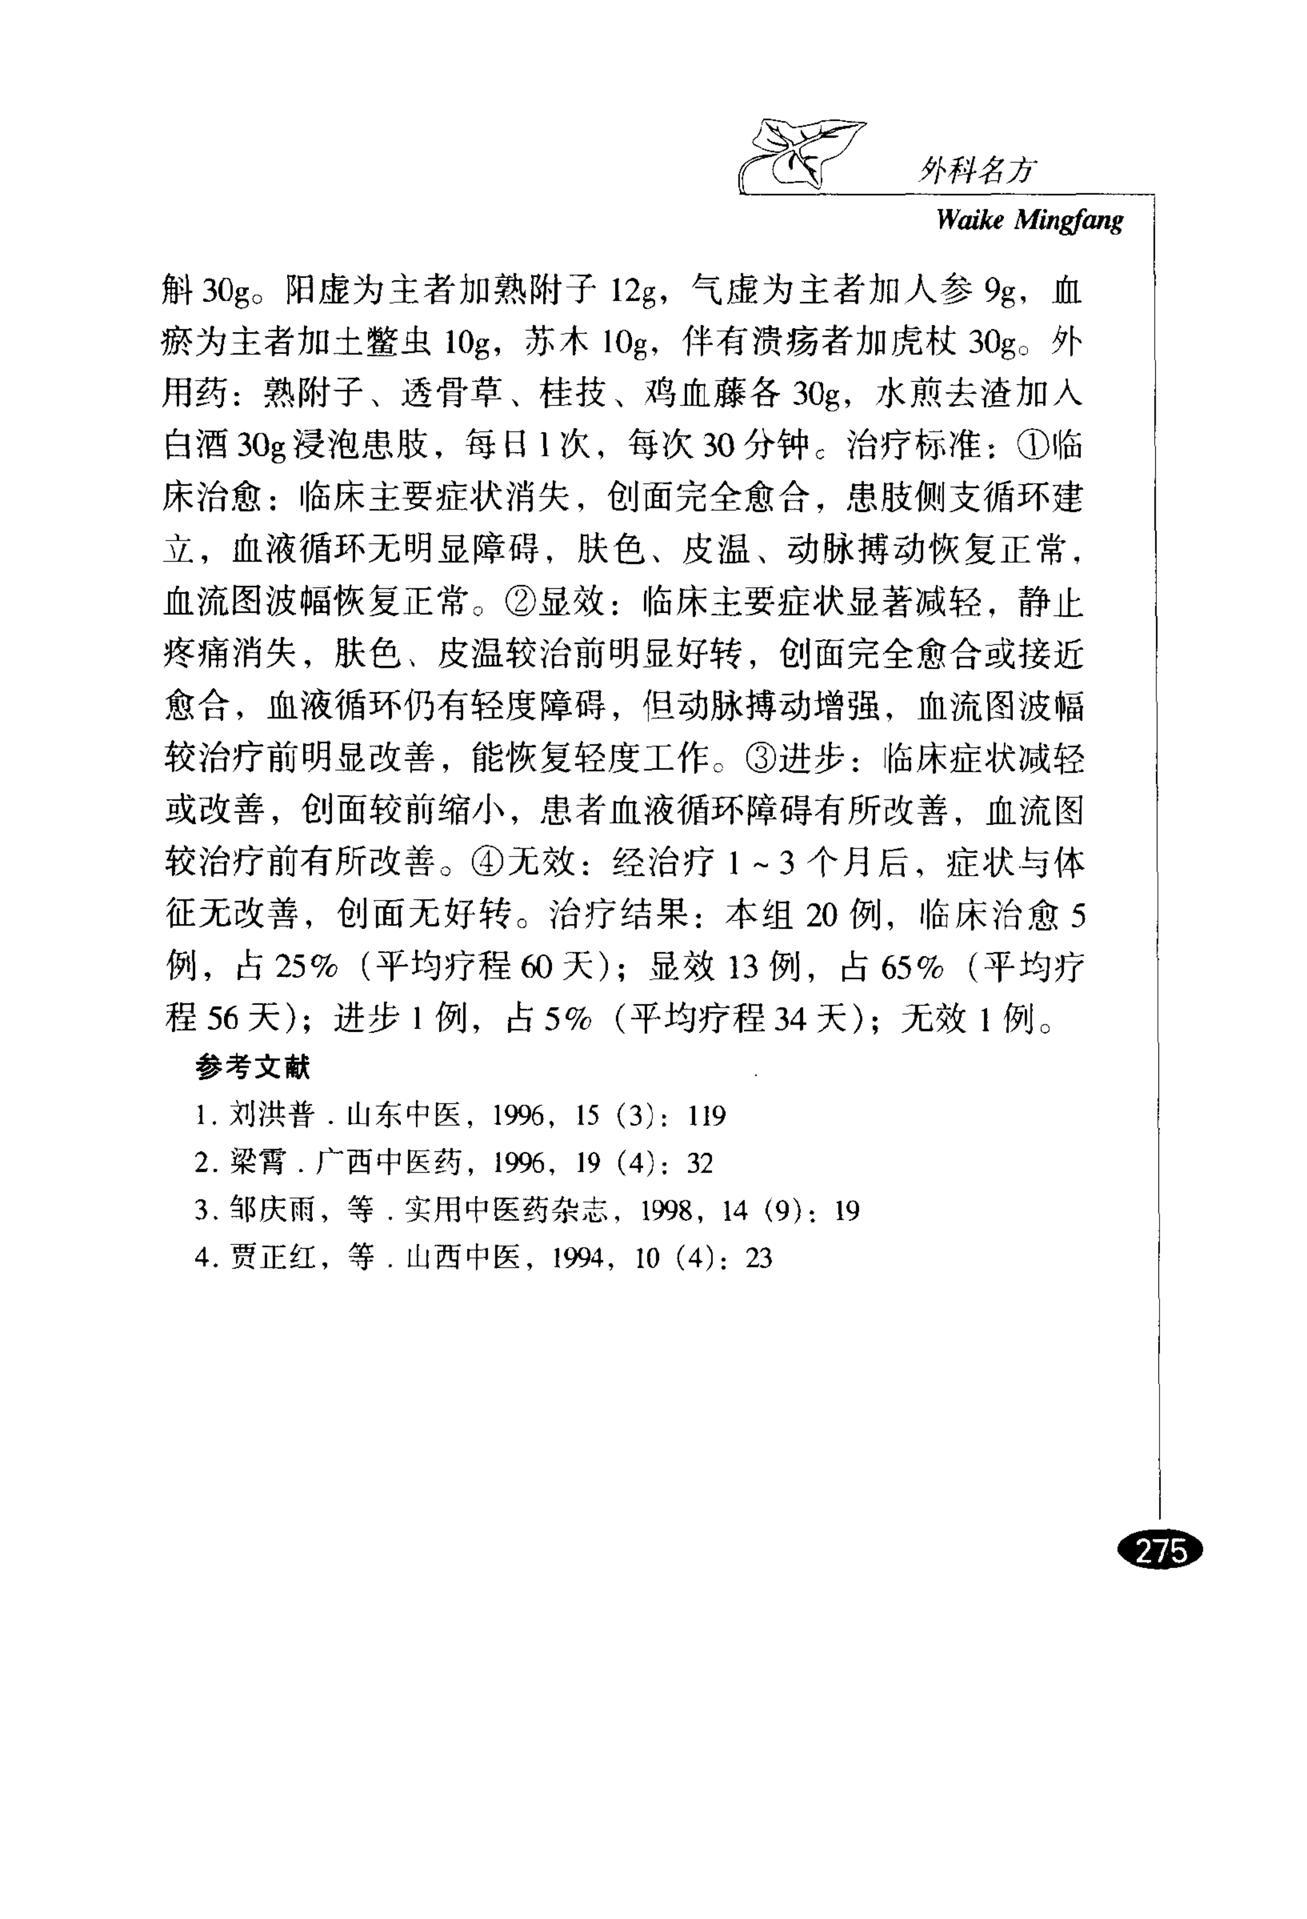 外科名方
Waike Mingfang
斛 30g。阳虚为主者加熟附子 12g，气虚为主者加人参 9g，血
瘀为主者加土鳖虫 10g，苏木 10g，伴有溃疡者加虎杖 30g。外
用药：熟附子、透骨草、桂技、鸡血藤各 30g，水煎去渣加入
白酒 30g 浸泡患肢，每日 1 次，每次 30 分钟。治疗标准：①临
床治愈：临床主要症状消失，创面完全愈合，患肢侧支循环建
立，血液循环无明显障碍，肤色、皮温、动脉搏动恢复正常，
血流图波幅恢复正常。②显效：临床主要症状显著减轻，静止
疼痛消失，肤色、皮温较治前明显好转，创面完全愈合或接近
愈合，血液循环仍有轻度障碍，但动脉搏动增强，血流图波幅
较治疗前明显改善，能恢复轻度工作。③进步：临床症状减轻
或改善，创面较前缩小，患者血液循环障碍有所改善，血流图
较治疗前有所改善。④无效：经治疗 1～3 个月后，症状与体
征无改善，创面无好转。治疗结果：本组 20 例，临床治愈 5
例，占 25%（平均疗程 60 天）；显效 13 例，占 65%（平均疗
程 56 天）；进步 1 例，占 5%（平均疗程 34 天）；无效 1 例。
参考文献
1. 刘洪普．山东中医，1996，15（3）：119
2. 梁霄．广西中医药，1996，19（4）：32
3. 邹庆雨，等．实用中医药杂志，1998，14（9）：19
4. 贾正红，等．山西中医，1994，10（4）：23
275